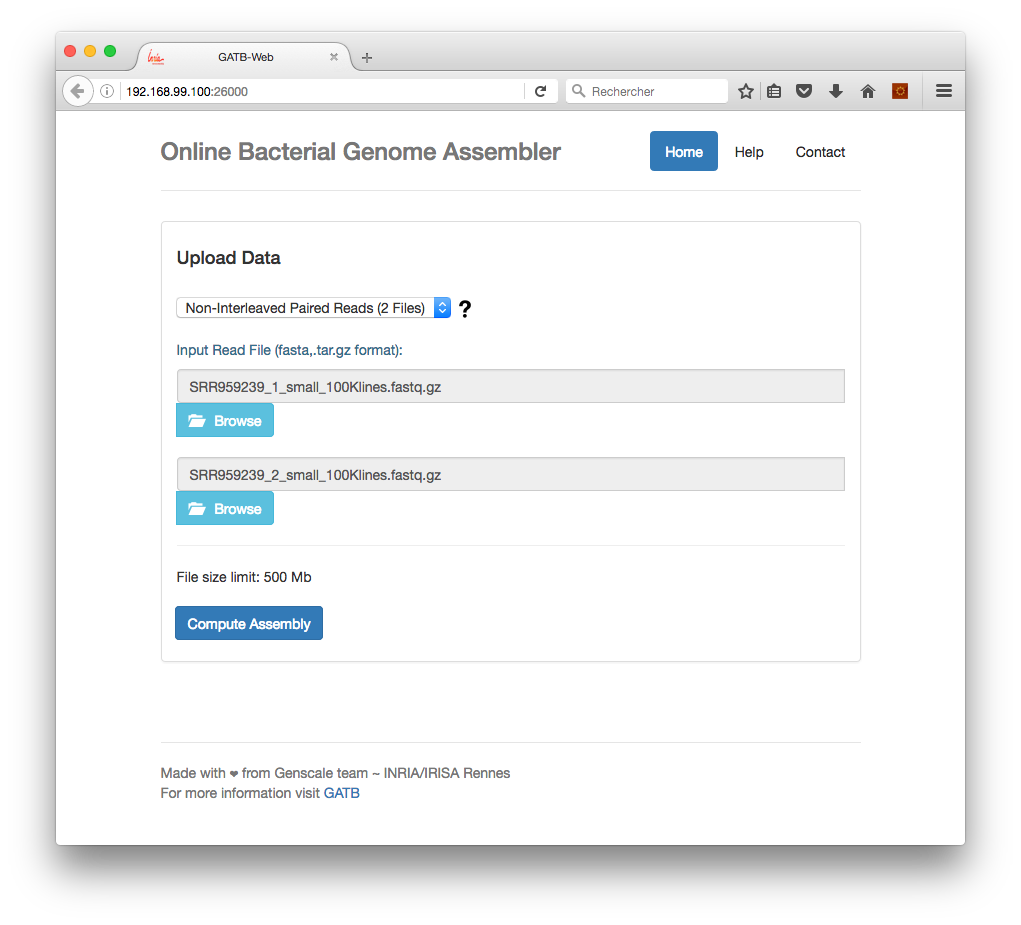 GATB-Web
192.168.99.100:26000
Rechercher
Online Bacterial Genome Assembler
Home Help Contact
Upload Data
Non-Interleaved Paired Reads (2 Files) ?
Input Read File (fasta,.tar.gz format):
SRR959239_1_small_100Klines.fastq.gz
Browse
SRR959239_2_small_100Klines.fastq.gz
Browse
File size limit: 500 Mb
Compute Assembly
Made with ❤ from Genscale team ~ INRIA/IRISA Rennes
For more information visit GATB